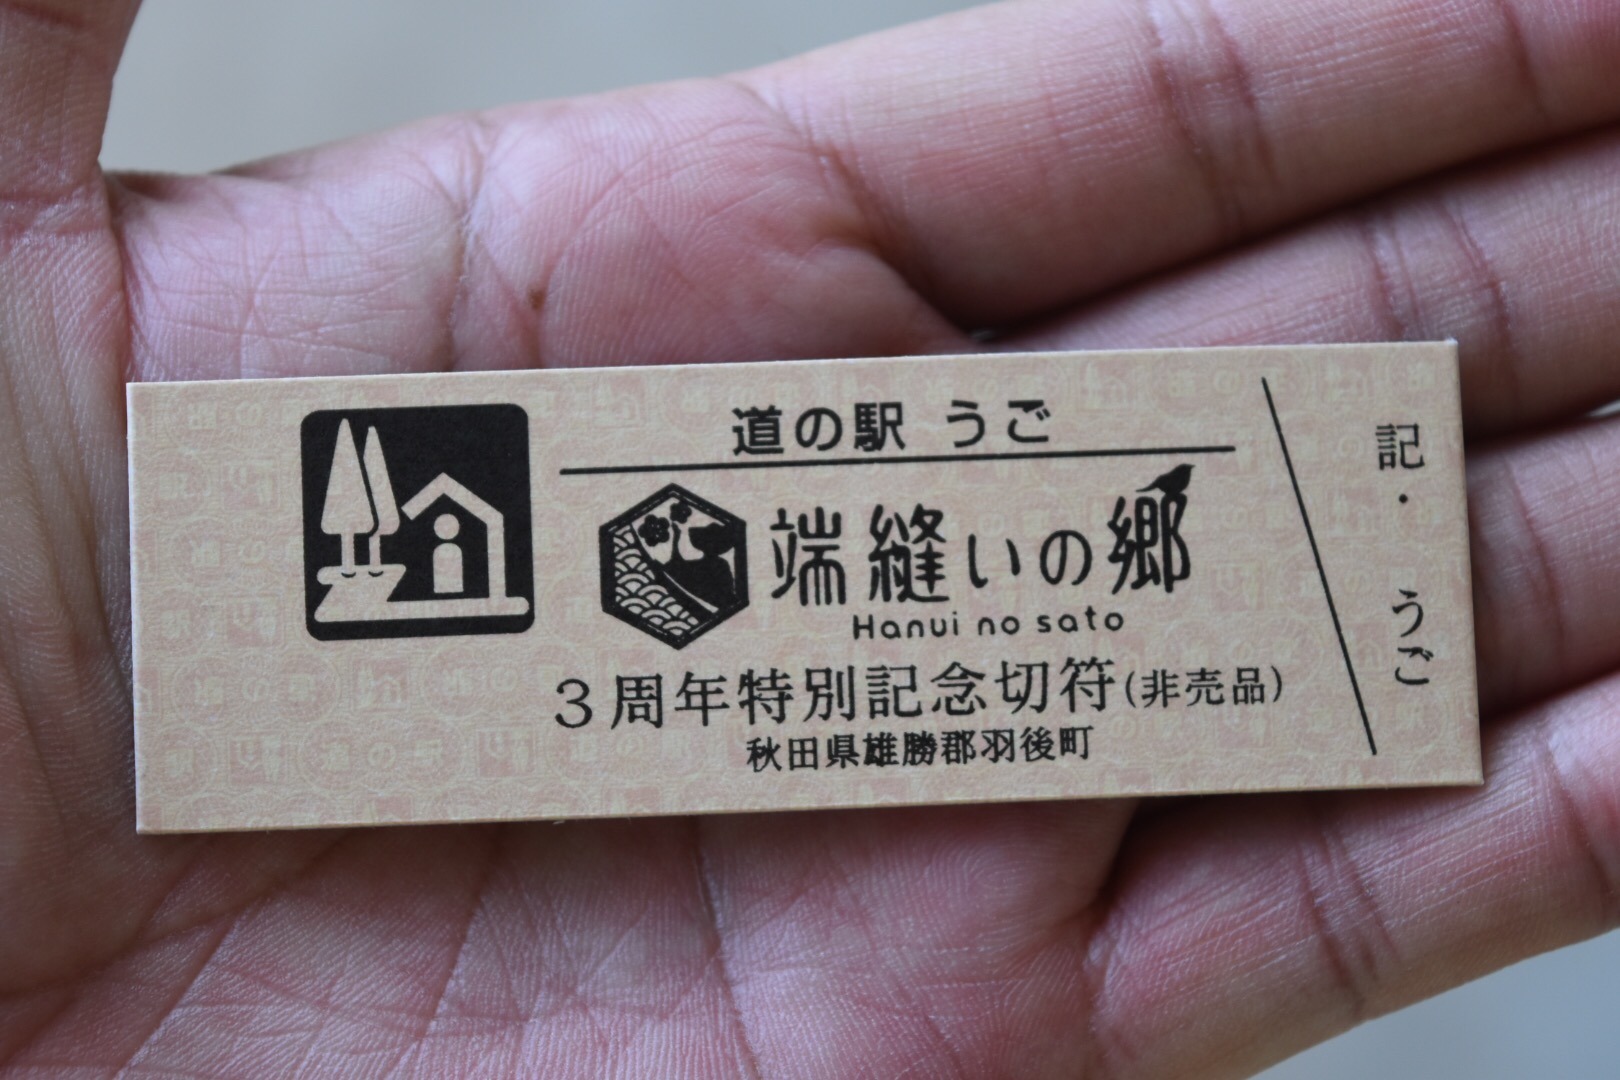 道の駅 うご
端縫いの郷
Hanui no sato
3周年特別記念切符(非売品)
秋田県雄勝郡羽後町
記・うご